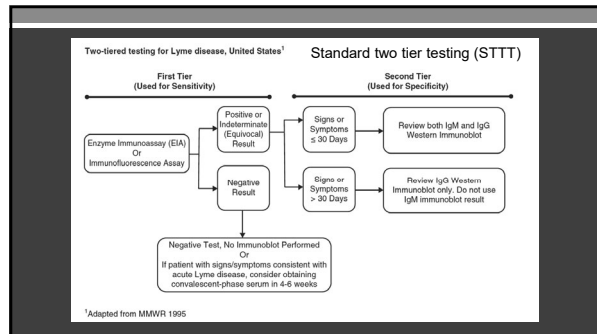 Two-tiered testing for Lyme disease, United States¹
Standard two tier testing (STTT)
First Tier
(Used for Sensitivity)
Second Tier
(Used for Specificity)
Enzyme Immunoassay (EIA)
Or
Immunofluorescence Assay
Positive or
Indeterminate
(Equivocal)
Result
Negative
Result
Signs or
Symptoms
≤ 30 Days
Review both IgM and IgG
Western Immunoblot
Signs or
Symptoms
> 30 Days
Review IgG Western
Immunoblot only. Do not use
IgM immunoblot result
Negative Test, No Immunoblot Performed
Or
If patient with signs/symptoms consistent with
acute Lyme disease, consider obtaining
convalescent-phase serum in 4-6 weeks
¹Adapted from MMWR 1995